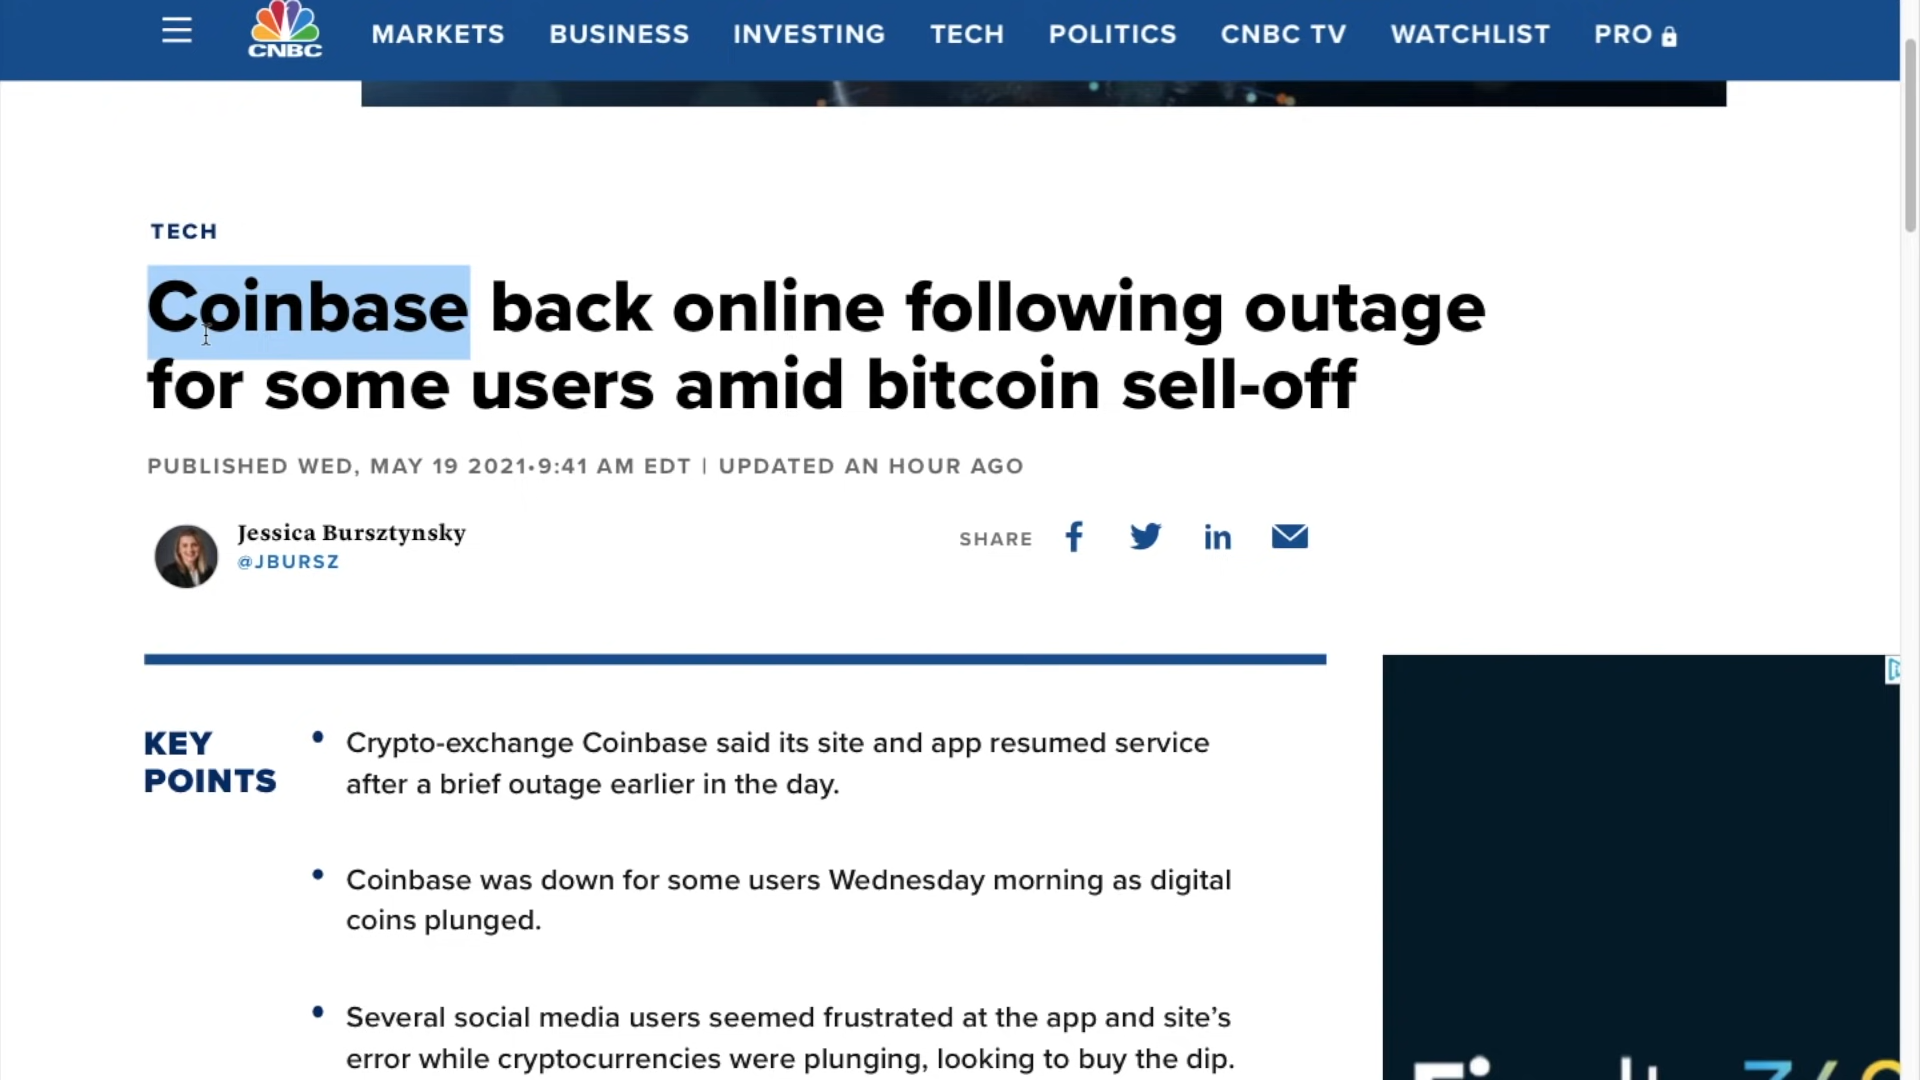 CNBC
MARKETS BUSINESS INVESTING TECH POLITICS CNBC TV WATCHLIST PRO
TECH
Coinbase back online following outage
for some users amid bitcoin sell-off
PUBLISHED WED, MAY 19 2021•9:41 AM EDT | UPDATED AN HOUR AGO
Jessica Bursztynsky
@JBURSZ
SHARE
KEY
POINTS
• Crypto-exchange Coinbase said its site and app resumed service
after a brief outage earlier in the day.
• Coinbase was down for some users Wednesday morning as digital
coins plunged.
• Several social media users seemed frustrated at the app and site’s
error while cryptocurrencies were plunging, looking to buy the dip.